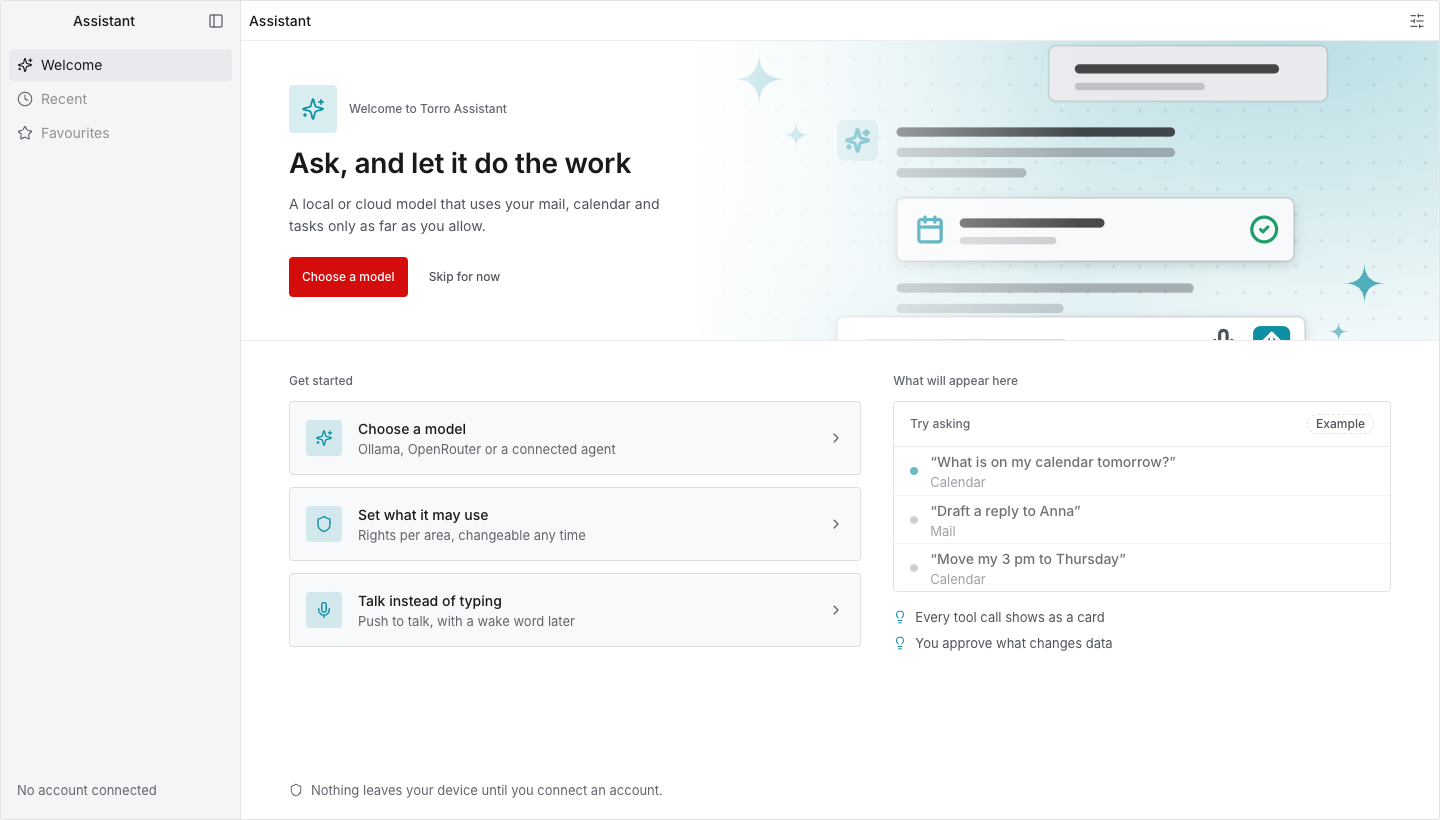 Assistant
Assistant
Welcome
Recent
Favourites
No account connected
Welcome to Torro Assistant
Ask, and let it do the work
A local or cloud model that uses your mail, calendar and
tasks only as far as you allow.
Choose a model
Skip for now
Get started
Choose a model
Ollama, OpenRouter or a connected agent
Set what it may use
Rights per area, changeable any time
Talk instead of typing
Push to talk, with a wake word later
What will appear here
Try asking
Example
“What is on my calendar tomorrow?”
Calendar
“Draft a reply to Anna”
Mail
“Move my 3 pm to Thursday”
Calendar
Every tool call shows as a card
You approve what changes data
Nothing leaves your device until you connect an account.